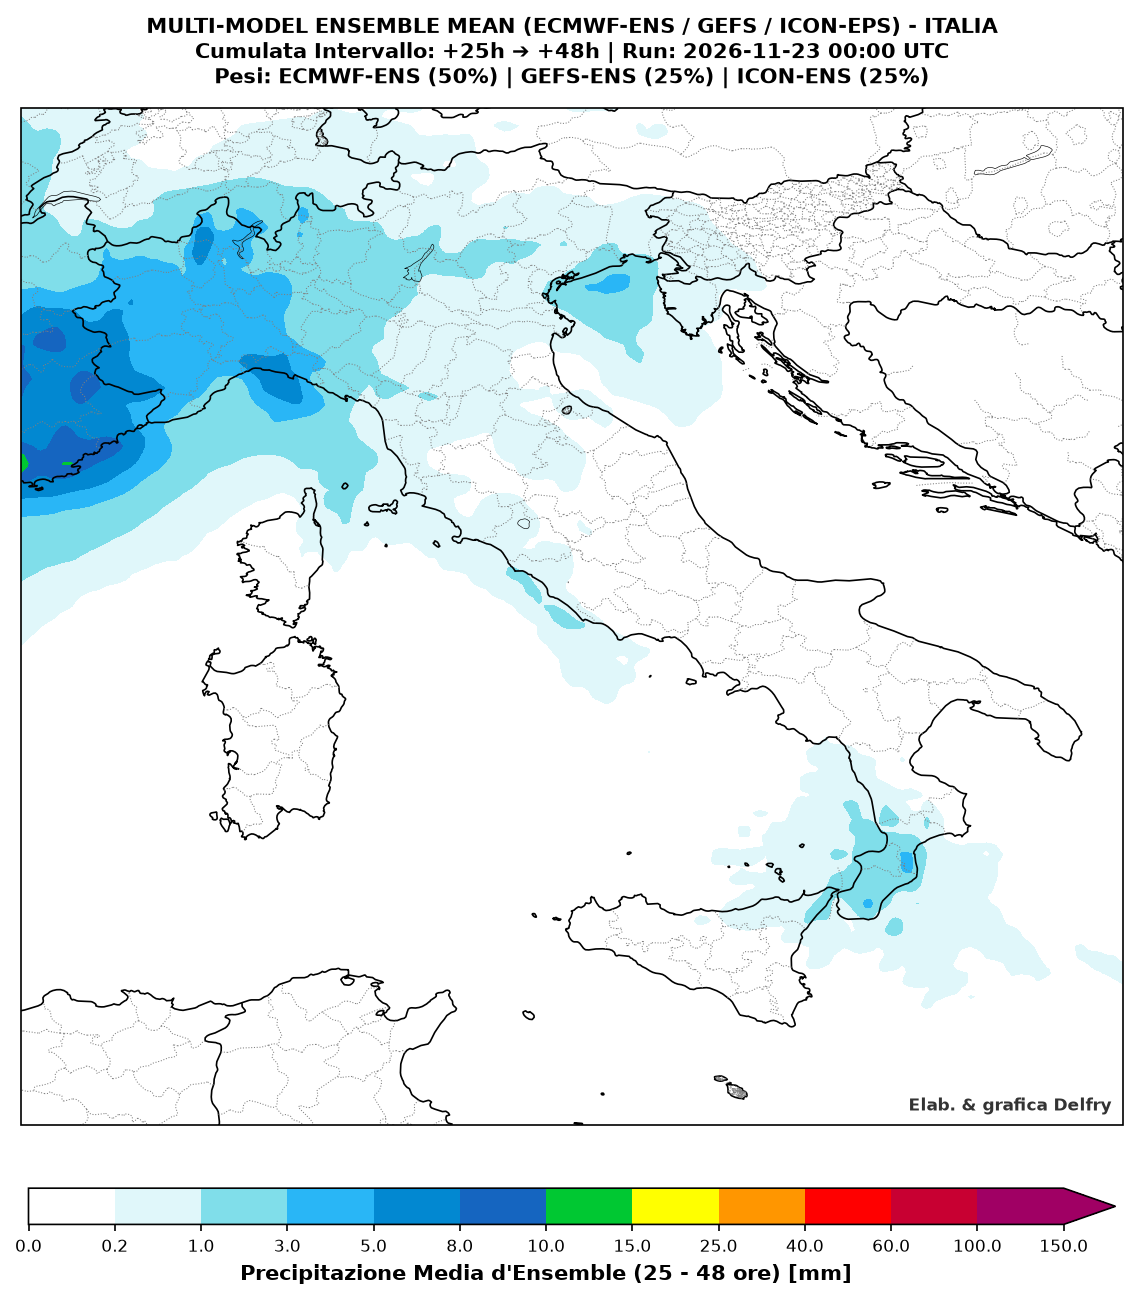 MULTI-MODEL ENSEMBLE MEAN (ECMWF-ENS / GEFS / ICON-EPS) - ITALIA
Cumulata Intervallo: +25h → +48h | Run: 2026-11-23 00:00 UTC
Pesi: ECMWF-ENS (50%) | GEFS-ENS (25%) | ICON-ENS (25%)
Elab. & grafica Delfry
0.0 0.2 1.0 3.0 5.0 8.0 10.0 15.0 25.0 40.0 60.0 100.0 150.0
Precipitazione Media d'Ensemble (25 - 48 ore) [mm]